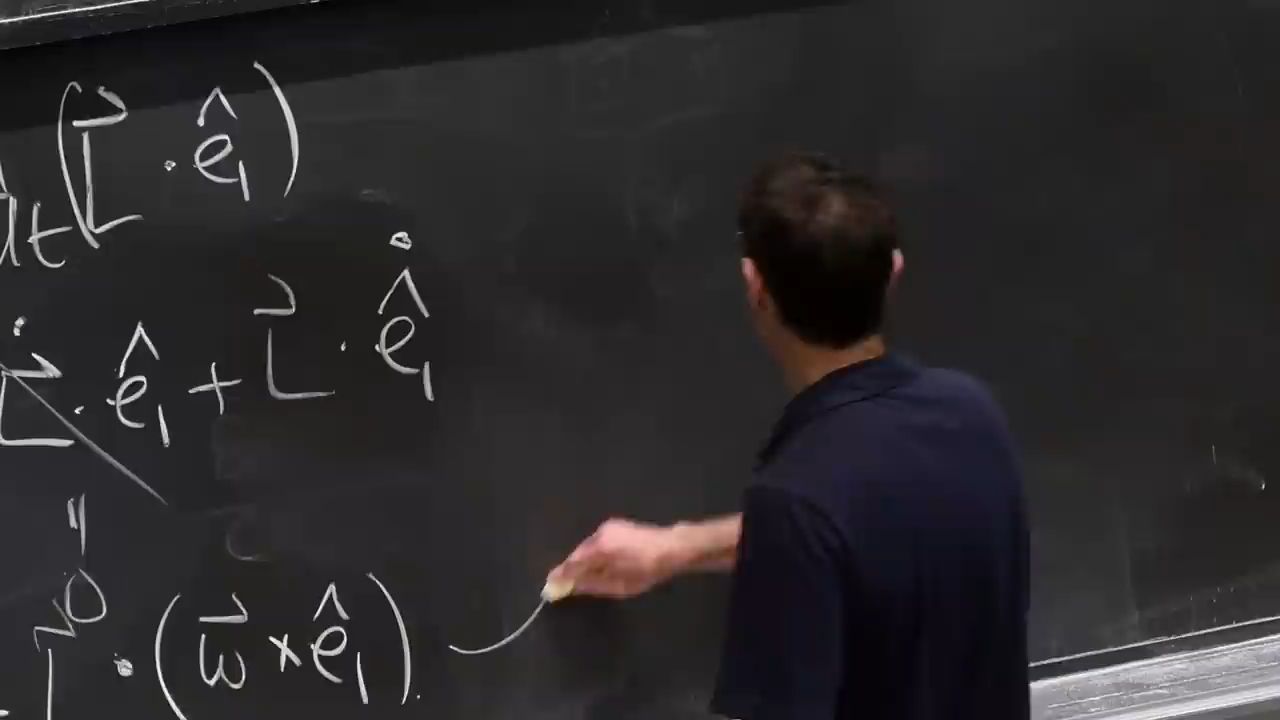 dt (L⃗ · ê₁)
L⃗̇ · ê₁ + L⃗ · ê̇₁
||
0
L⃗ · (ω⃗ × ê₁)